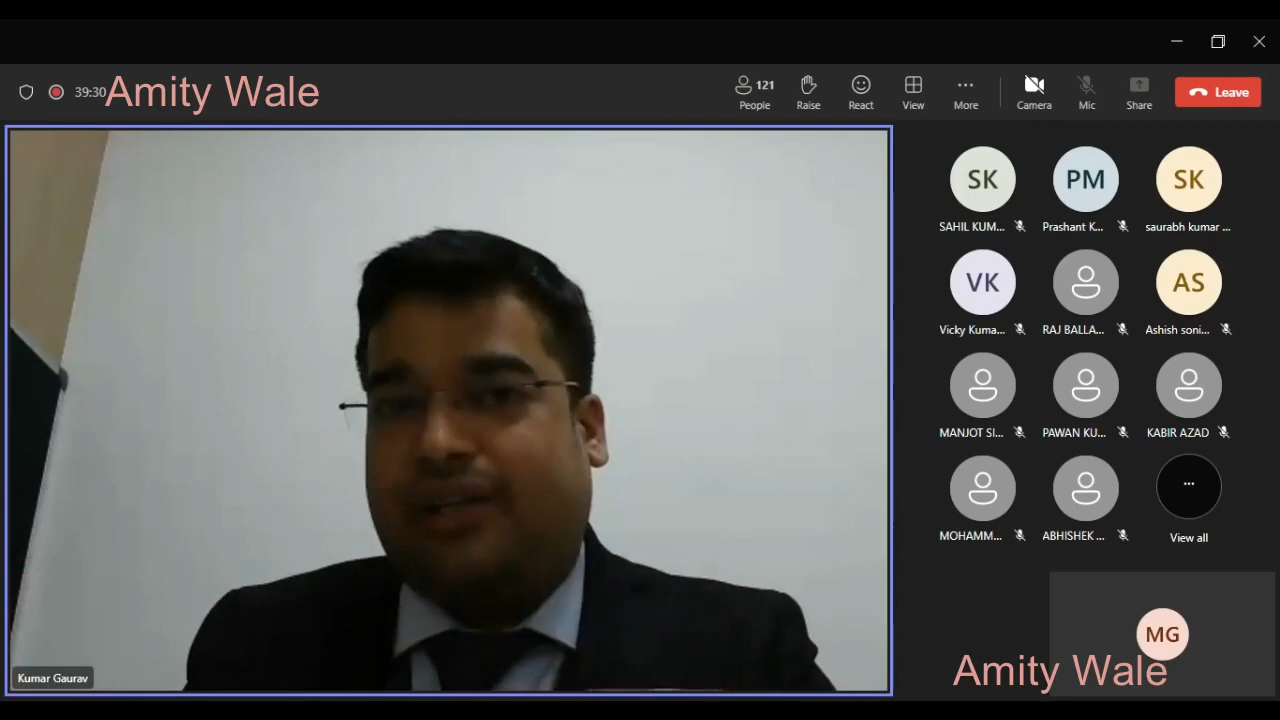 39:30
Amity Wale
121
People
Raise
React
View
More
Camera
Mic
Share
Leave
SK
PM
SK
SAHIL KUM...
Prashant K...
saurabh kumar ...
VK
AS
Vicky Kuma...
RAJ BALLA...
Ashish soni...
MANJOT SI...
PAWAN KU...
KABIR AZAD
MOHAMM...
ABHISHEK ...
View all
MG
Kumar Gaurav
Amity Wale